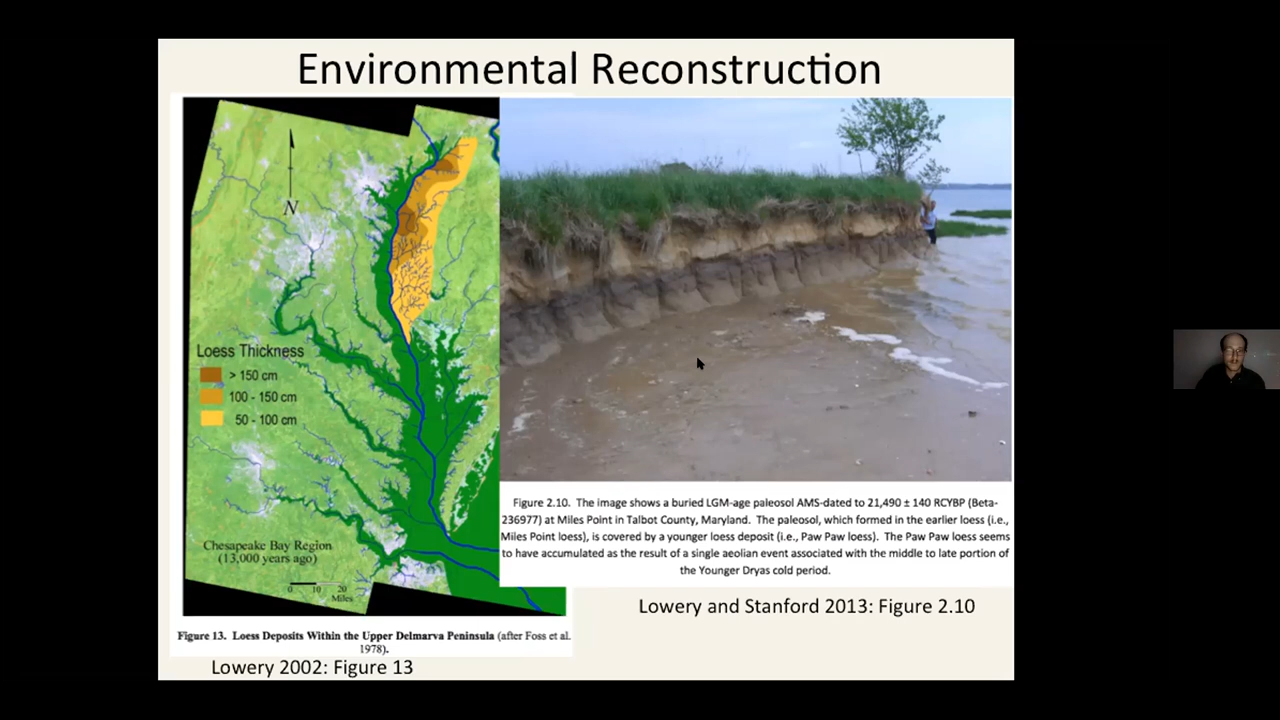 Environmental Reconstruction
N
Loess Thickness
> 150 cm
100 - 150 cm
50 - 100 cm
Chesapeake Bay Region
(13,000 years ago)
0 10 20
Miles
Figure 13. Loess Deposits Within the Upper Delmarva Peninsula (after Foss et al.
1978).
Lowery 2002: Figure 13
Figure 2.10. The image shows a buried LGM-age paleosol AMS-dated to 21,490 ± 140 RCYBP (Beta-
236977) at Miles Point in Talbot County, Maryland. The paleosol, which formed in the earlier loess (i.e.,
Miles Point loess), is covered by a younger loess deposit (i.e., Paw Paw loess). The Paw Paw loess seems
to have accumulated as the result of a single aeolian event associated with the middle to late portion of
the Younger Dryas cold period.
Lowery and Stanford 2013: Figure 2.10